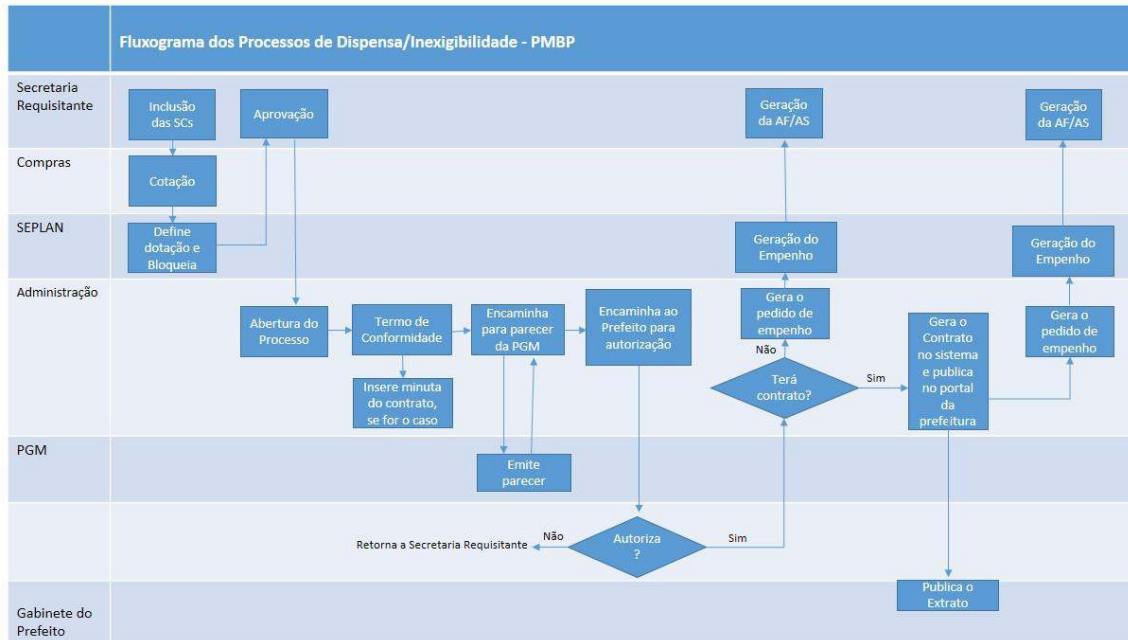 Fluxograma dos Processos de Dispensa/Inexigibilidade - PMBP
Secretaria
Requisitante
Inclusão
das SCs
Aprovação
Geração
da AF/AS
Geração
da AF/AS
Compras
Cotação
SEPLAN
Define
dotação e
Bloqueia
Geração do
Empenho
Geração do
Empenho
Administração
Abertura do
Processo
Termo de
Conformidade
Encaminha
para parecer
da PGM
Encaminha ao
Prefeito para
autorização
Gera o
pedido de
empenho
Não
Terá
contrato?
Sim
Gera o
Contrato
no sistema
e publica
no portal
da
prefeitura
Gera o
pedido de
empenho
Insere minuta
do contrato,
se for o caso
PGM
Emite
parecer
Retorna a Secretaria Requisitante
Não
Autoriza
?
Sim
Publica o
Extrato
Gabinete do
Prefeito